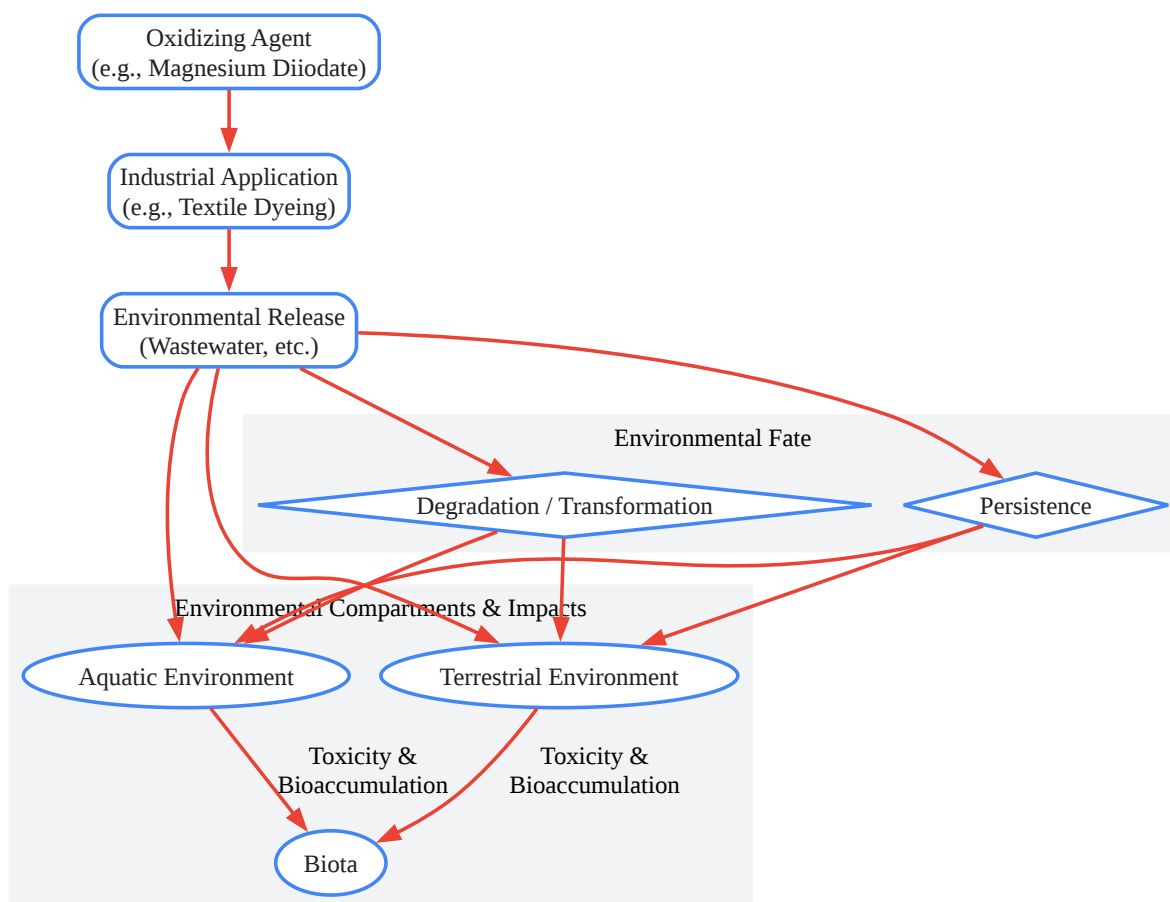 Oxidizing Agent
(e.g., Magnesium Diiodate)
Industrial Application
(e.g., Textile Dyeing)
Environmental Release
(Wastewater, etc.)
Environmental Fate
Degradation / Transformation
Persistence
Environmental Compartments & Impacts
Aquatic Environment
Terrestrial Environment
Toxicity &
Bioaccumulation
Toxicity &
Bioaccumulation
Biota